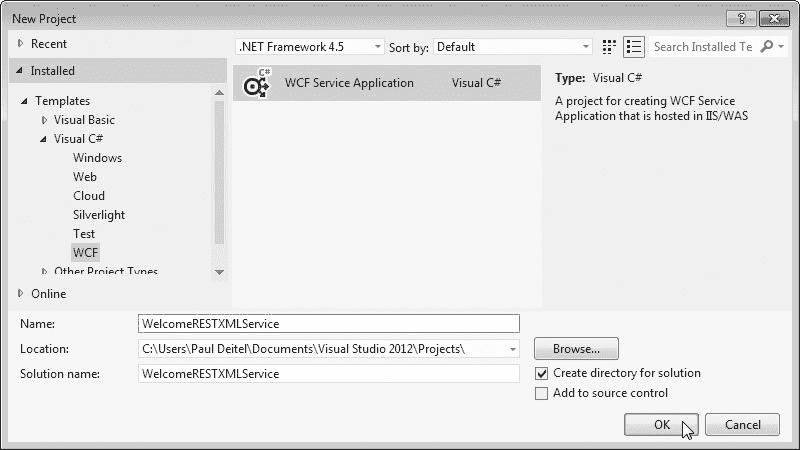 New Project
Recent
.NET Framework 4.5 Sort by: Default Search Installed Te
Installed
Templates
Visual Basic
Visual C#
Windows
Web
Cloud
Silverlight
Test
WCF
Other Project Types
Online
C#
WCF Service Application Visual C#
Type: Visual C#
A project for creating WCF Service
Application that is hosted in IIS/WAS
Name: WelcomeRESTXMLService
Location: C:\Users\Paul Deitel\Documents\Visual Studio 2012\Projects\ Browse...
Solution name: WelcomeRESTXMLService
Create directory for solution
Add to source control
OK Cancel